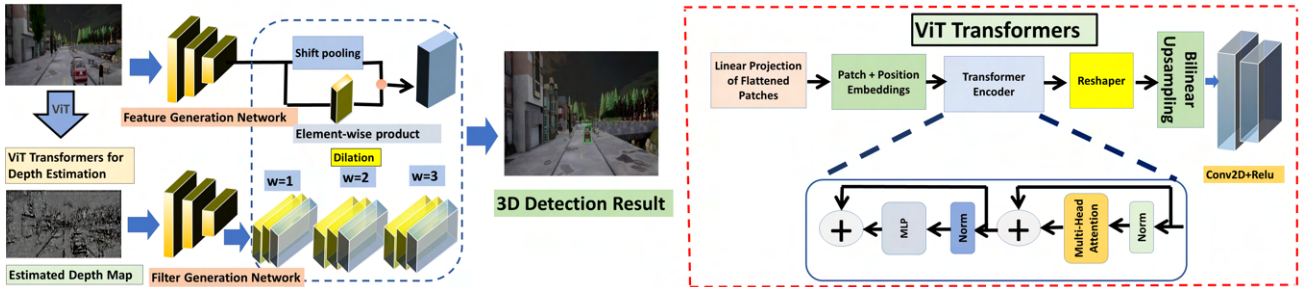 ViT
ViT Transformers for
Depth Estimation
Estimated Depth Map
Feature Generation Network
Filter Generation Network
Shift pooling
Element-wise product
Dilation
w=1
w=2
w=3
3D Detection Result
ViT Transformers
Linear Projection
of Flattened
Patches
Patch + Position
Embeddings
Transformer
Encoder
Reshaper
Bilinear
Upsampling
Conv2D+Relu
+
MLP
Norm
+
Multi-Head
Attention
Norm